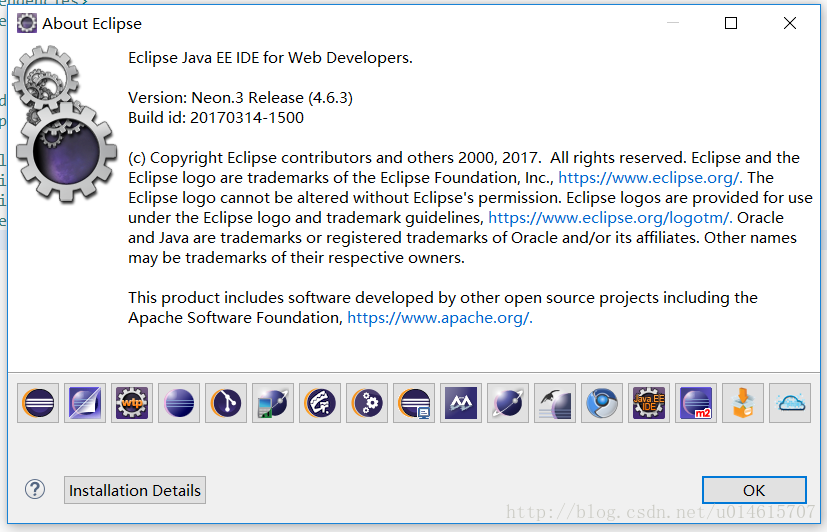 About Eclipse
Eclipse Java EE IDE for Web Developers.
Version: Neon.3 Release (4.6.3)
Build id: 20170314-1500
(c) Copyright Eclipse contributors and others 2000, 2017.  All rights reserved. Eclipse and the
Eclipse logo are trademarks of the Eclipse Foundation, Inc., https://www.eclipse.org/. The
Eclipse logo cannot be altered without Eclipse's permission. Eclipse logos are provided for use
under the Eclipse logo and trademark guidelines, https://www.eclipse.org/logotm/. Oracle
and Java are trademarks or registered trademarks of Oracle and/or its affiliates. Other names
may be trademarks of their respective owners.
This product includes software developed by other open source projects including the
Apache Software Foundation, https://www.apache.org/.
wtp
Java EE
IDE
m2
?
Installation Details
OK
http://blog.csdn.net/u014615707